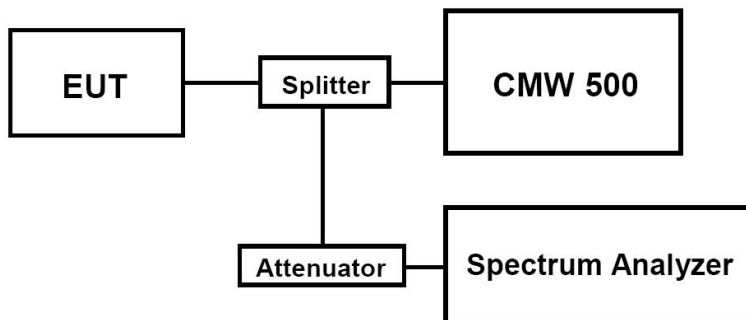 EUT
Splitter
CMW 500
Attenuator
Spectrum Analyzer